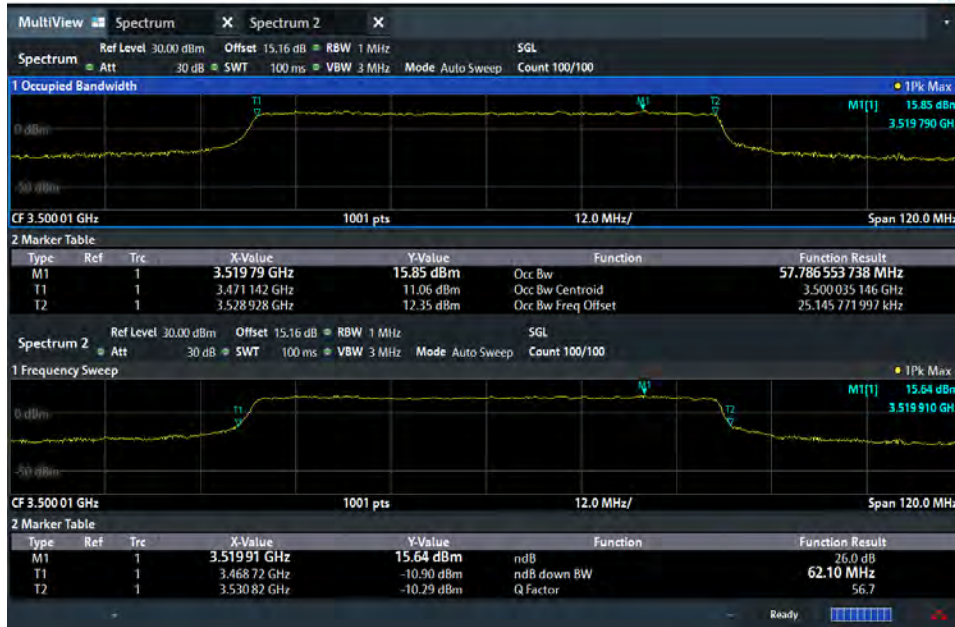 MultiView Spectrum X Spectrum 2 X
Ref Level 30.00 dBm Offset 15.16 dB RBW 1 MHz SGL
Spectrum Att 30 dB SWT 100 ms VBW 3 MHz Mode Auto Sweep Count 100/100
1 Occupied Bandwidth 1Pk Max
T1 M1 T2 M1[1] 15.85 dBm
0 dBm 3.519 790 GH
-50 dBm
CF 3.500 01 GHz 1001 pts 12.0 MHz/ Span 120.0 MHz
2 Marker Table
Type Ref Trc X-Value Y-Value Function Function Result
M1 1 3.519 79 GHz 15.85 dBm Occ Bw 57.786 553 738 MHz
T1 1 3.471 142 GHz 11.06 dBm Occ Bw Centroid 3.500 035 146 GHz
T2 1 3.528 928 GHz 12.35 dBm Occ Bw Freq Offset 25.145 771 997 kHz
Ref Level 30.00 dBm Offset 15.16 dB RBW 1 MHz SGL
Spectrum 2 Att 30 dB SWT 100 ms VBW 3 MHz Mode Auto Sweep Count 100/100
1 Frequency Sweep 1Pk Max
M1 M1[1] 15.64 dBm
0 dBm T1 T2 3.519 910 GH
-50 dBm
CF 3.500 01 GHz 1001 pts 12.0 MHz/ Span 120.0 MHz
2 Marker Table
Type Ref Trc X-Value Y-Value Function Function Result
M1 1 3.519 91 GHz 15.64 dBm ndB 26.0 dB
T1 1 3.468 72 GHz -10.90 dBm ndB down BW 62.10 MHz
T2 1 3.530 82 GHz -10.29 dBm Q Factor 56.7
Ready